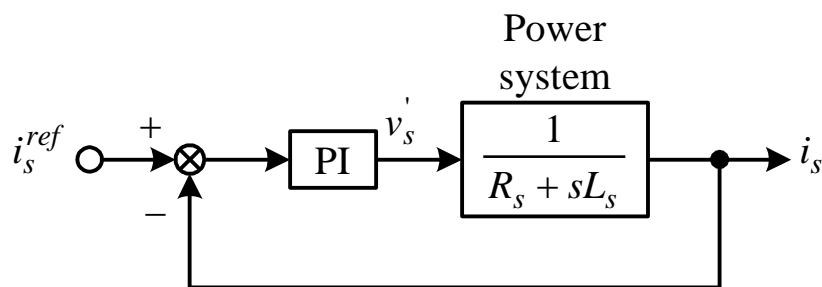 Power
system
i_s^{ref}
+
−
PI
v_s^'
1
R_s + sL_s
i_s